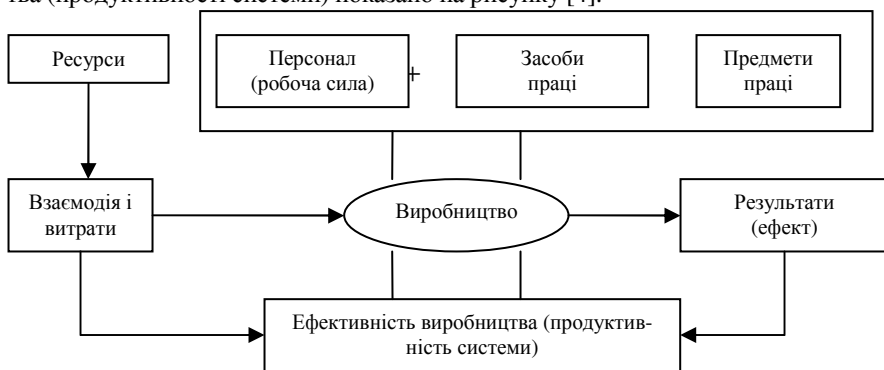 тва (продуктивності системи) показано на рисунку [4].
Ресурси
Персонал
(робоча сила)
+
Засоби
праці
Предмети
праці
Взаємодія і
витрати
Виробництво
Результати
(ефект)
Ефективність виробництва (продуктив-
ність системи)